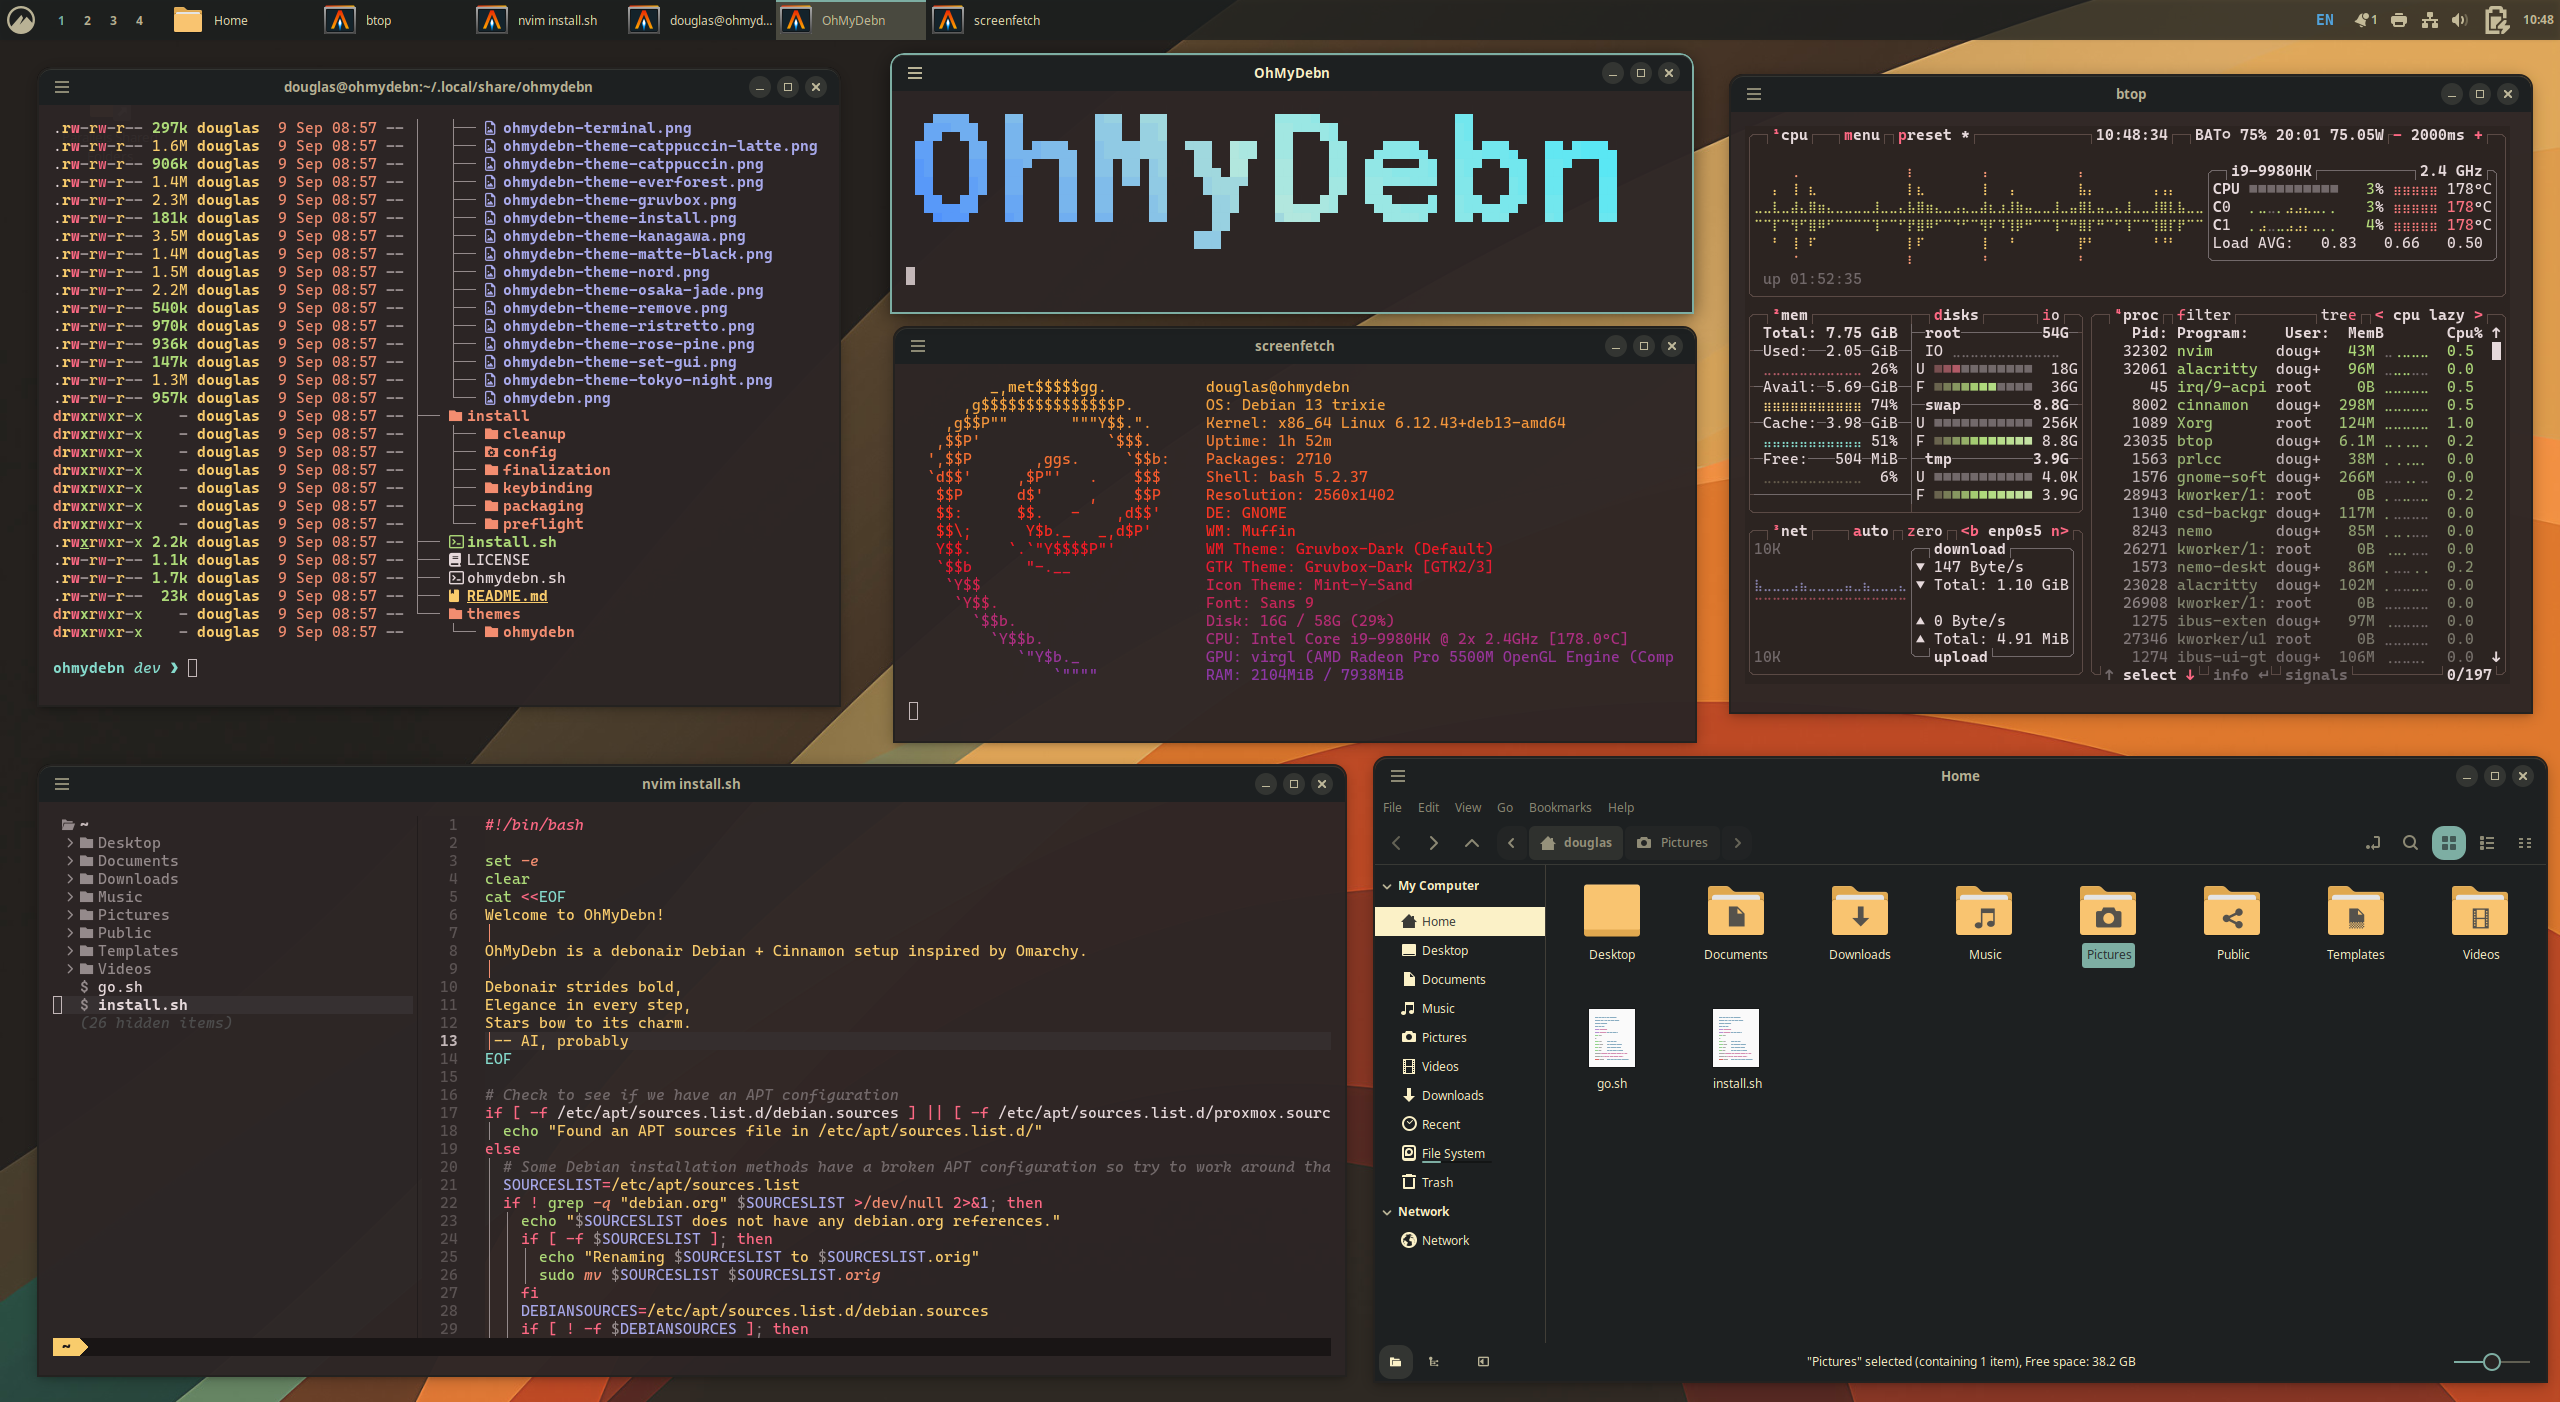 1 2 3 4 Home btop nvim install.sh douglas@ohmyd... OhMyDebn screenfetch EN 1 10:48
douglas@ohmydebn:~/.local/share/ohmydebn
.rw-rw-r-- 297k douglas 9 Sep 08:57 -- ohmydebn-terminal.png
.rw-rw-r-- 1.6M douglas 9 Sep 08:57 -- ohmydebn-theme-catppuccin-latte.png
.rw-rw-r-- 906k douglas 9 Sep 08:57 -- ohmydebn-theme-catppuccin.png
.rw-rw-r-- 1.4M douglas 9 Sep 08:57 -- ohmydebn-theme-everforest.png
.rw-rw-r-- 2.3M douglas 9 Sep 08:57 -- ohmydebn-theme-gruvbox.png
.rw-rw-r-- 181k douglas 9 Sep 08:57 -- ohmydebn-theme-install.png
.rw-rw-r-- 3.5M douglas 9 Sep 08:57 -- ohmydebn-theme-kanagawa.png
.rw-rw-r-- 1.4M douglas 9 Sep 08:57 -- ohmydebn-theme-matte-black.png
.rw-rw-r-- 1.5M douglas 9 Sep 08:57 -- ohmydebn-theme-nord.png
.rw-rw-r-- 2.2M douglas 9 Sep 08:57 -- ohmydebn-theme-osaka-jade.png
.rw-rw-r-- 540k douglas 9 Sep 08:57 -- ohmydebn-theme-remove.png
.rw-rw-r-- 970k douglas 9 Sep 08:57 -- ohmydebn-theme-ristretto.png
.rw-rw-r-- 936k douglas 9 Sep 08:57 -- ohmydebn-theme-rose-pine.png
.rw-rw-r-- 147k douglas 9 Sep 08:57 -- ohmydebn-theme-set-gui.png
.rw-rw-r-- 1.3M douglas 9 Sep 08:57 -- ohmydebn-theme-tokyo-night.png
.rw-rw-r-- 957k douglas 9 Sep 08:57 -- ohmydebn.png
drwxrwxr-x - douglas 9 Sep 08:57 -- install
drwxrwxr-x - douglas 9 Sep 08:57 -- cleanup
drwxrwxr-x - douglas 9 Sep 08:57 -- config
drwxrwxr-x - douglas 9 Sep 08:57 -- finalization
drwxrwxr-x - douglas 9 Sep 08:57 -- keybinding
drwxrwxr-x - douglas 9 Sep 08:57 -- packaging
drwxrwxr-x - douglas 9 Sep 08:57 -- preflight
.rwxrwxr-x 2.2k douglas 9 Sep 08:57 -- install.sh
.rw-rw-r-- 1.1k douglas 9 Sep 08:57 -- LICENSE
.rw-rw-r-- 1.7k douglas 9 Sep 08:57 -- ohmydebn.sh
.rw-rw-r-- 23k douglas 9 Sep 08:57 -- README.md
drwxrwxr-x - douglas 9 Sep 08:57 -- themes
drwxrwxr-x - douglas 9 Sep 08:57 -- ohmydebn
ohmydebn dev ❯
OhMyDebn
OhMyDebn
screenfetch
_,met$$$$$gg.
,g$$$$$$$$$$$$$$$P.
,g$$P"" """Y$$.".
,$$P' `$$$.
',$$P ,ggs. `$$b:
`d$$' ,$P"' . $$$
$$P d$' , $$P
$$: $$. - ,d$$'
$$\; Y$b._ _,d$P'
Y$$. `.`"Y$$$$P"'
`$$b "-.__
`Y$$
`Y$$.
`$$b.
`Y$$b.
`"Y$b._
`""""
douglas@ohmydebn
OS: Debian 13 trixie
Kernel: x86_64 Linux 6.12.43+deb13-amd64
Uptime: 1h 52m
Packages: 2710
Shell: bash 5.2.37
Resolution: 2560x1402
DE: GNOME
WM: Muffin
WM Theme: Gruvbox-Dark (Default)
GTK Theme: Gruvbox-Dark [GTK2/3]
Icon Theme: Mint-Y-Sand
Font: Sans 9
Disk: 16G / 58G (29%)
CPU: Intel Core i9-9980HK @ 2x 2.4GHz [178.0°C]
GPU: virgl (AMD Radeon Pro 5500M OpenGL Engine (Comp
RAM: 2104MiB / 7938MiB
btop
¹cpu menu preset * 10:48:34 BAT 75% 20:01 75.05W - 2000ms +
i9-9980HK 2.4 GHz
CPU 3% 178°C
C0 3% 178°C
C1 4% 178°C
Load AVG: 0.83 0.66 0.50
up 01:52:35
²mem
Total: 7.75 GiB
Used: 2.05 GiB
26%
Avail: 5.69 GiB
74%
Cache: 3.98 GiB
51%
Free: 504 MiB
6%
disks io
root 54G
IO
U 18G
F 36G
swap 8.8G
U 256K
F 8.8G
tmp 3.9G
U 4.0K
F 3.9G
³net auto zero <b enp0s5 n>
10K
10K
download
▼ 147 Byte/s
▼ Total: 1.10 GiB
▲ 0 Byte/s
▲ Total: 4.91 MiB
upload
⁴proc filter tree < cpu lazy >
Pid: Program: User: MemB Cpu% ↑
32302 nvim doug+ 43M 0.5
32061 alacritty doug+ 96M 0.0
45 irq/9-acpi root 0B 0.5
8002 cinnamon doug+ 298M 0.5
1089 Xorg root 124M 1.0
23035 btop doug+ 6.1M 0.2
1563 prlcc doug+ 38M 0.0
1576 gnome-soft doug+ 266M 0.0
28943 kworker/1: root 0B 0.2
1340 csd-backgr doug+ 117M 0.0
8243 nemo doug+ 85M 0.0
26271 kworker/1: root 0B 0.0
1573 nemo-deskt doug+ 86M 0.2
23028 alacritty doug+ 102M 0.0
26908 kworker/1: root 0B 0.0
1275 ibus-exten doug+ 97M 0.0
27346 kworker/u1 root 0B 0.0
1274 ibus-ui-gt doug+ 106M 0.0 ↓
↑ select ↓ info ↵ signals 0/197
nvim install.sh
~
Desktop
Documents
Downloads
Music
Pictures
Public
Templates
Videos
$ go.sh
$ install.sh
(26 hidden items)
1 #!/bin/bash
2
3 set -e
4 clear
5 cat <<EOF
6 Welcome to OhMyDebn!
7
8 OhMyDebn is a debonair Debian + Cinnamon setup inspired by Omarchy.
9
10 Debonair strides bold,
11 Elegance in every step,
12 Stars bow to its charm.
13 -- AI, probably
14 EOF
15
16 # Check to see if we have an APT configuration
17 if [ -f /etc/apt/sources.list.d/debian.sources ] || [ -f /etc/apt/sources.list.d/proxmox.sourc
18 echo "Found an APT sources file in /etc/apt/sources.list.d/"
19 else
20 # Some Debian installation methods have a broken APT configuration so try to work around tha
21 SOURCESLIST=/etc/apt/sources.list
22 if ! grep -q "debian.org" $SOURCESLIST >/dev/null 2>&1; then
23 echo "$SOURCESLIST does not have any debian.org references."
24 if [ -f $SOURCESLIST ]; then
25 echo "Renaming $SOURCESLIST to $SOURCESLIST.orig"
26 sudo mv $SOURCESLIST $SOURCESLIST.orig
27 fi
28 DEBIANSOURCES=/etc/apt/sources.list.d/debian.sources
29 if [ ! -f $DEBIANSOURCES ]; then
~
Home
File Edit View Go Bookmarks Help
douglas Pictures
My Computer
Home
Desktop
Documents
Music
Pictures
Videos
Downloads
Recent
File System
Trash
Network
Network
Desktop Documents Downloads Music Pictures Public Templates Videos
go.sh install.sh
"Pictures" selected (containing 1 item), Free space: 38.2 GB